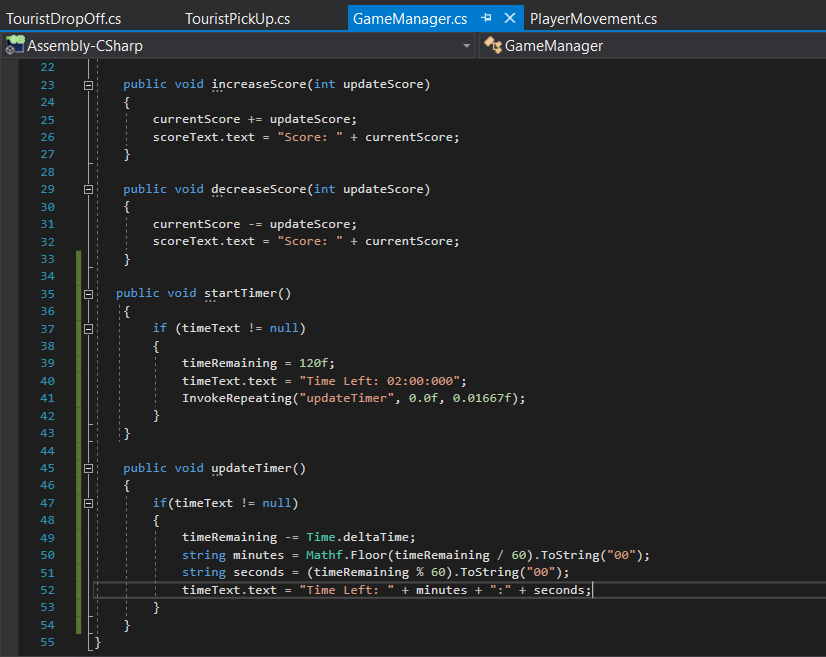 TouristDropOff.cs TouristPickUp.cs GameManager.cs PlayerMovement.cs
Assembly-CSharp GameManager
22
23 public void increaseScore(int updateScore)
24 {
25 currentScore += updateScore;
26 scoreText.text = "Score: " + currentScore;
27 }
28
29 public void decreaseScore(int updateScore)
30 {
31 currentScore -= updateScore;
32 scoreText.text = "Score: " + currentScore;
33 }
34
35 public void startTimer()
36 {
37 if (timeText != null)
38 {
39 timeRemaining = 120f;
40 timeText.text = "Time Left: 02:00:000";
41 InvokeRepeating("updateTimer", 0.0f, 0.01667f);
42 }
43 }
44
45 public void updateTimer()
46 {
47 if(timeText != null)
48 {
49 timeRemaining -= Time.deltaTime;
50 string minutes = Mathf.Floor(timeRemaining / 60).ToString("00");
51 string seconds = (timeRemaining % 60).ToString("00");
52 timeText.text = "Time Left: " + minutes + ":" + seconds;
53 }
54 }
55 }